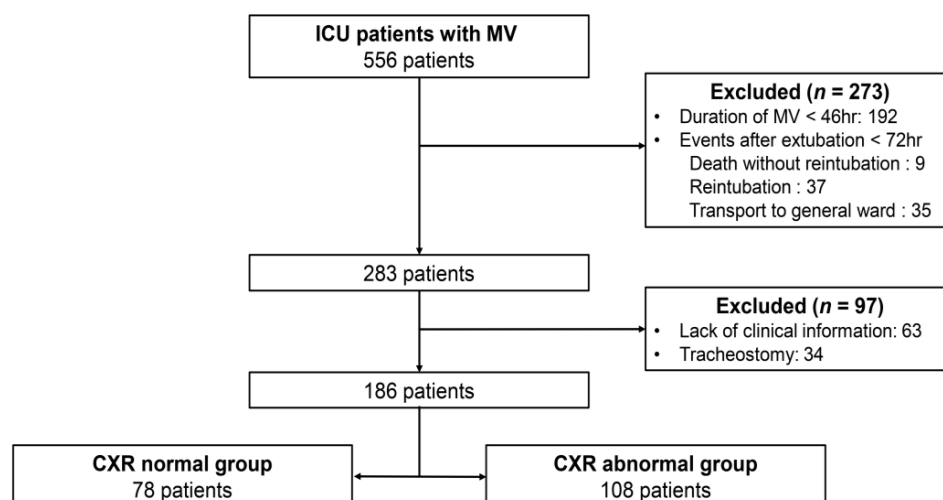 ICU patients with MV
556 patients
Excluded (n = 273)
• Duration of MV < 46hr: 192
• Events after extubation < 72hr
Death without reintubation : 9
Reintubation : 37
Transport to general ward : 35
283 patients
Excluded (n = 97)
• Lack of clinical information: 63
• Tracheostomy: 34
186 patients
CXR normal group
78 patients
CXR abnormal group
108 patients